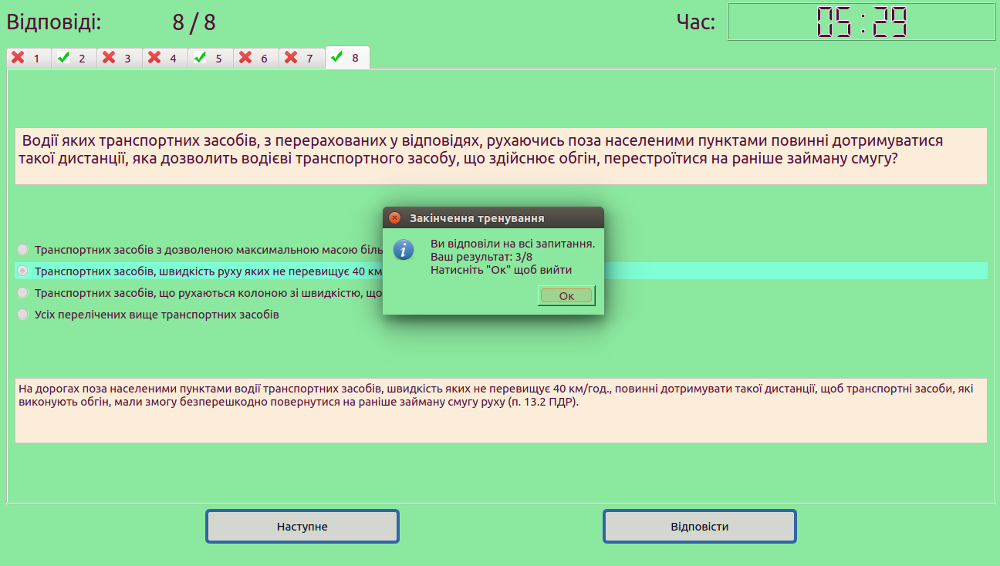 Відповіді:
8 / 8
Час:
05:29
1
2
3
4
5
6
7
8
Водії яких транспортних засобів, з перерахованих у відповідях, рухаючись поза населеними пунктами повинні дотримуватися
такої дистанції, яка дозволить водієві транспортного засобу, що здійснює обгін, перестроїтися на раніше займану смугу?
Транспортних засобів з дозволеною максимальною масою
Транспортних засобів, швидкість руху яких не перевищує 40 км
Транспортних засобів, що рухаються колоною зі швидкістю, що
Усіх перелічених вище транспортних засобів
Закінчення тренування
Ви відповіли на всі запитання.
Ваш результат: 3/8
Натисніть "Ок" щоб вийти
Ок
На дорогах поза населеними пунктами водії транспортних засобів, швидкість яких не перевищує 40 км/год., повинні дотримувати такої дистанції, щоб транспортні засоби, які
виконують обгін, мали змогу безперешкодно повернутися на раніше займану смугу руху (п. 13.2 ПДР).
Наступне
Відповісти